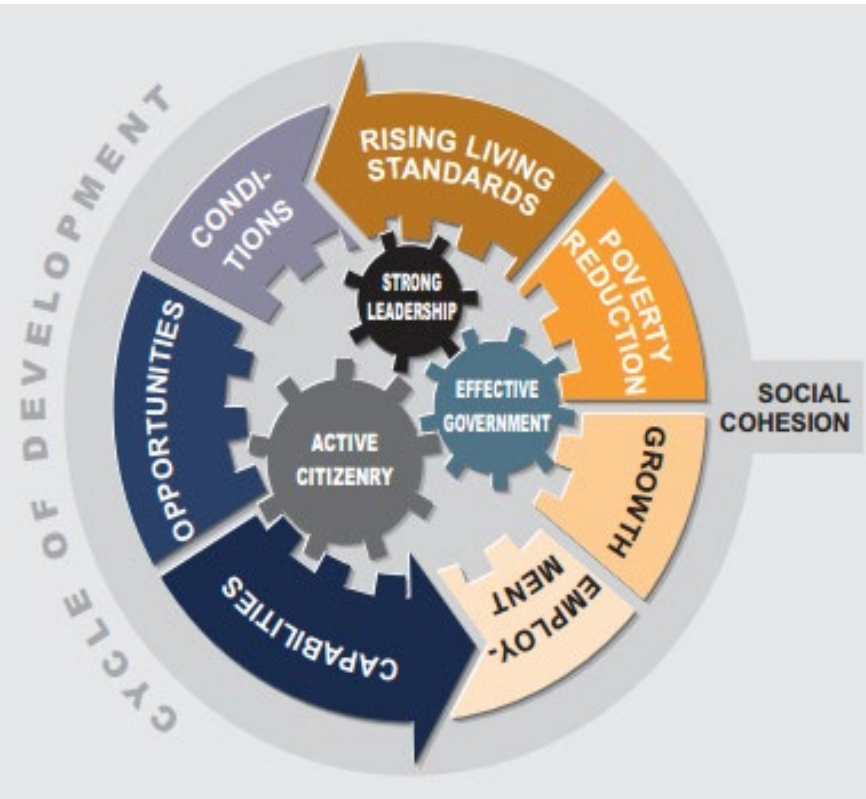 CYCLE OF DEVELOPMENT
RISING LIVING
STANDARDS
POVERTY
REDUCTION
GROWTH
EMPLOY-
MENT
CAPABILITIES
OPPORTUNITIES
CONDI-
TIONS
STRONG
LEADERSHIP
EFFECTIVE
GOVERNMENT
ACTIVE
CITIZENRY
SOCIAL
COHESION